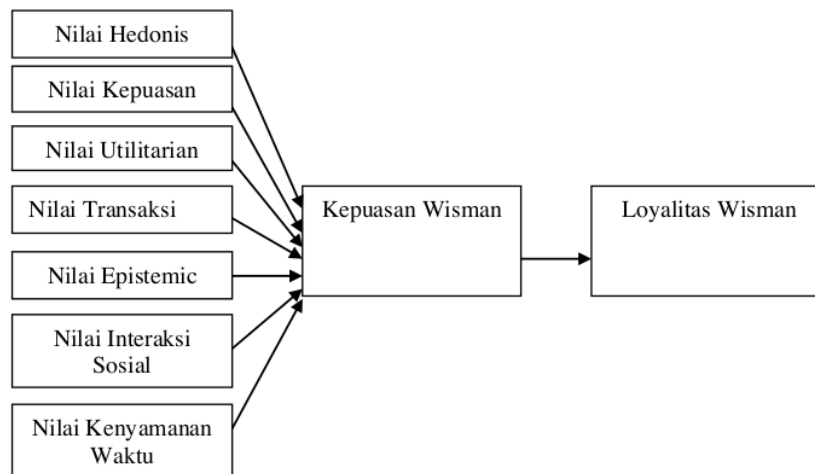 Nilai Hedonis
Nilai Kepuasan
Nilai Utilitarian
Nilai Transaksi
Nilai Epistemic
Nilai Interaksi
Sosial
Nilai Kenyamanan
Waktu
Kepuasan Wisman
Loyalitas Wisman